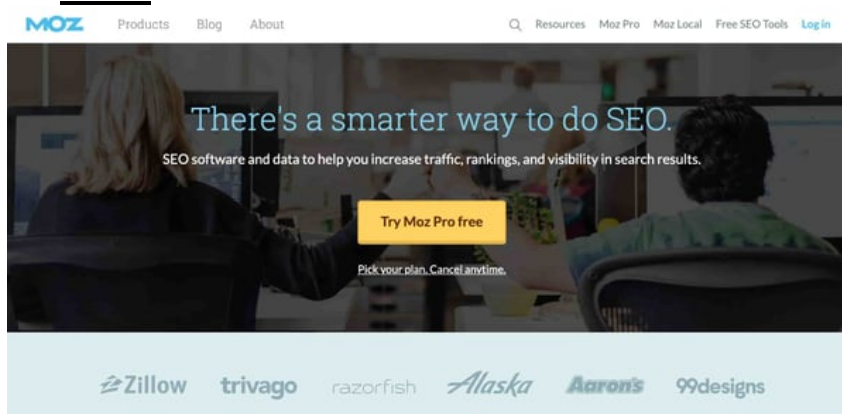 MOZ Products Blog About Resources Moz Pro Moz Local Free SEO Tools Log in
There's a smarter way to do SEO.
SEO software and data to help you increase traffic, rankings, and visibility in search results.
Try Moz Pro free
Pick your plan. Cancel anytime.
Zillow trivago razorfish Alaska Aaron's 99designs